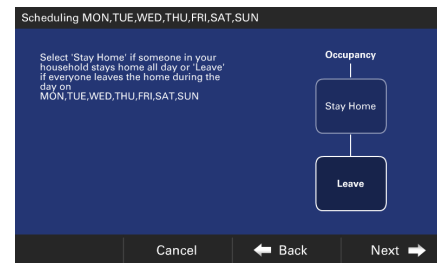 Scheduling MON,TUE,WED,THU,FRI,SAT,SUN
Select 'Stay Home' if someone in your
household stays home all day or 'Leave'
if everyone leaves the home during the
day on
MON,TUE,WED,THU,FRI,SAT,SUN
Occupancy
Stay Home
Leave
Cancel
Back
Next